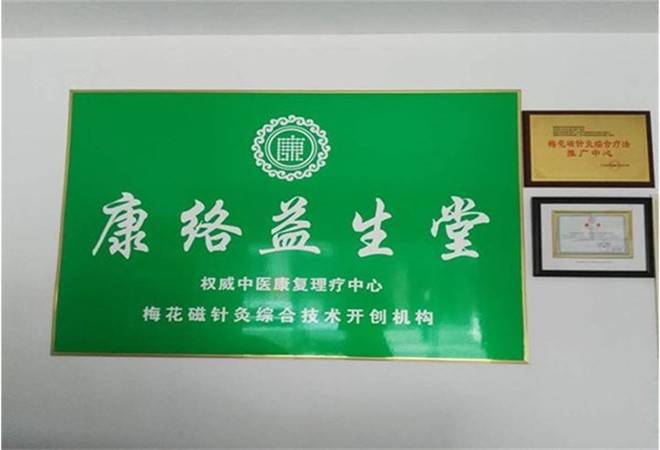 康
康络益生堂
权威中医康复理疗中心
梅花磁针灸综合技术开创机构
梅花磁针灸综合疗法
推广中心